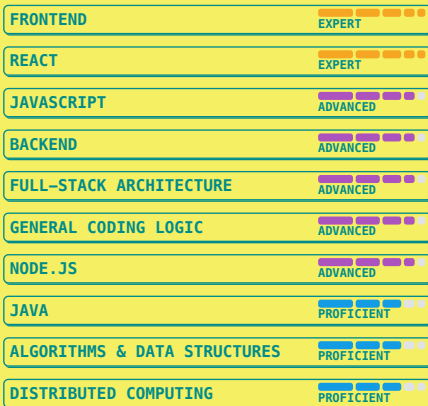 FRONTEND
EXPERT
REACT
EXPERT
JAVASCRIPT
ADVANCED
BACKEND
ADVANCED
FULL–STACK ARCHITECTURE
ADVANCED
GENERAL CODING LOGIC
ADVANCED
NODE.JS
ADVANCED
JAVA
PROFICIENT
ALGORITHMS & DATA STRUCTURES
PROFICIENT
DISTRIBUTED COMPUTING
PROFICIENT